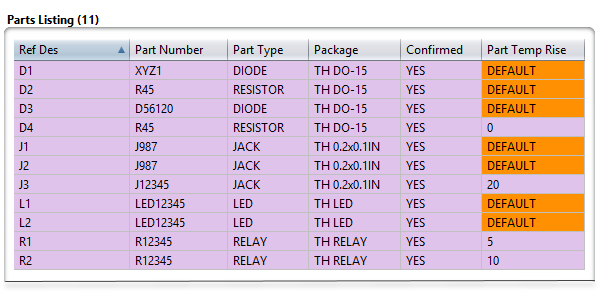 Parts Listing (11)
Ref Des Part Number Part Type Package Confirmed Part Temp Rise
D1 XYZ1 DIODE TH DO-15 YES DEFAULT
D2 R45 RESISTOR TH DO-15 YES DEFAULT
D3 D56120 DIODE TH DO-15 YES DEFAULT
D4 R45 RESISTOR TH DO-15 YES 0
J1 J987 JACK TH 0.2x0.1IN YES DEFAULT
J2 J987 JACK TH 0.2x0.1IN YES DEFAULT
J3 J12345 JACK TH 0.2x0.1IN YES 20
L1 LED12345 LED TH LED YES DEFAULT
L2 LED12345 LED TH LED YES DEFAULT
R1 R12345 RELAY TH RELAY YES 5
R2 R12345 RELAY TH RELAY YES 10